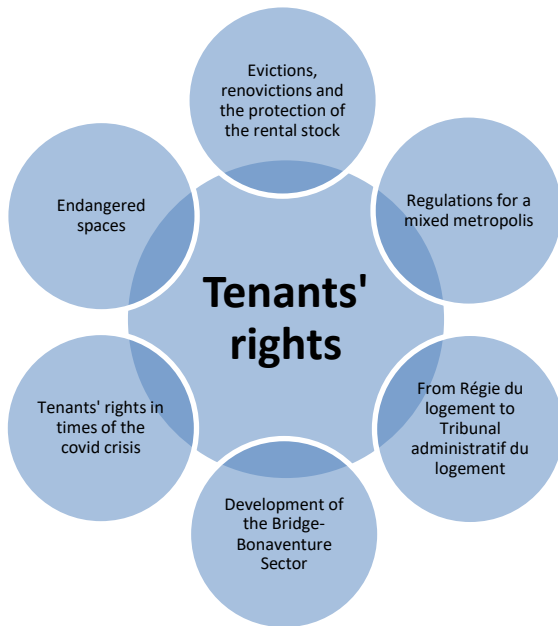 Evictions,
renovictions and
the protection of
the rental stock
Regulations for a
mixed metropolis
From Régie du
logement to
Tribunal
administratif du
logement
Development of
the Bridge-
Bonaventure
Sector
Tenants' rights in
times of the
covid crisis
Endangered
spaces
Tenants'
rights